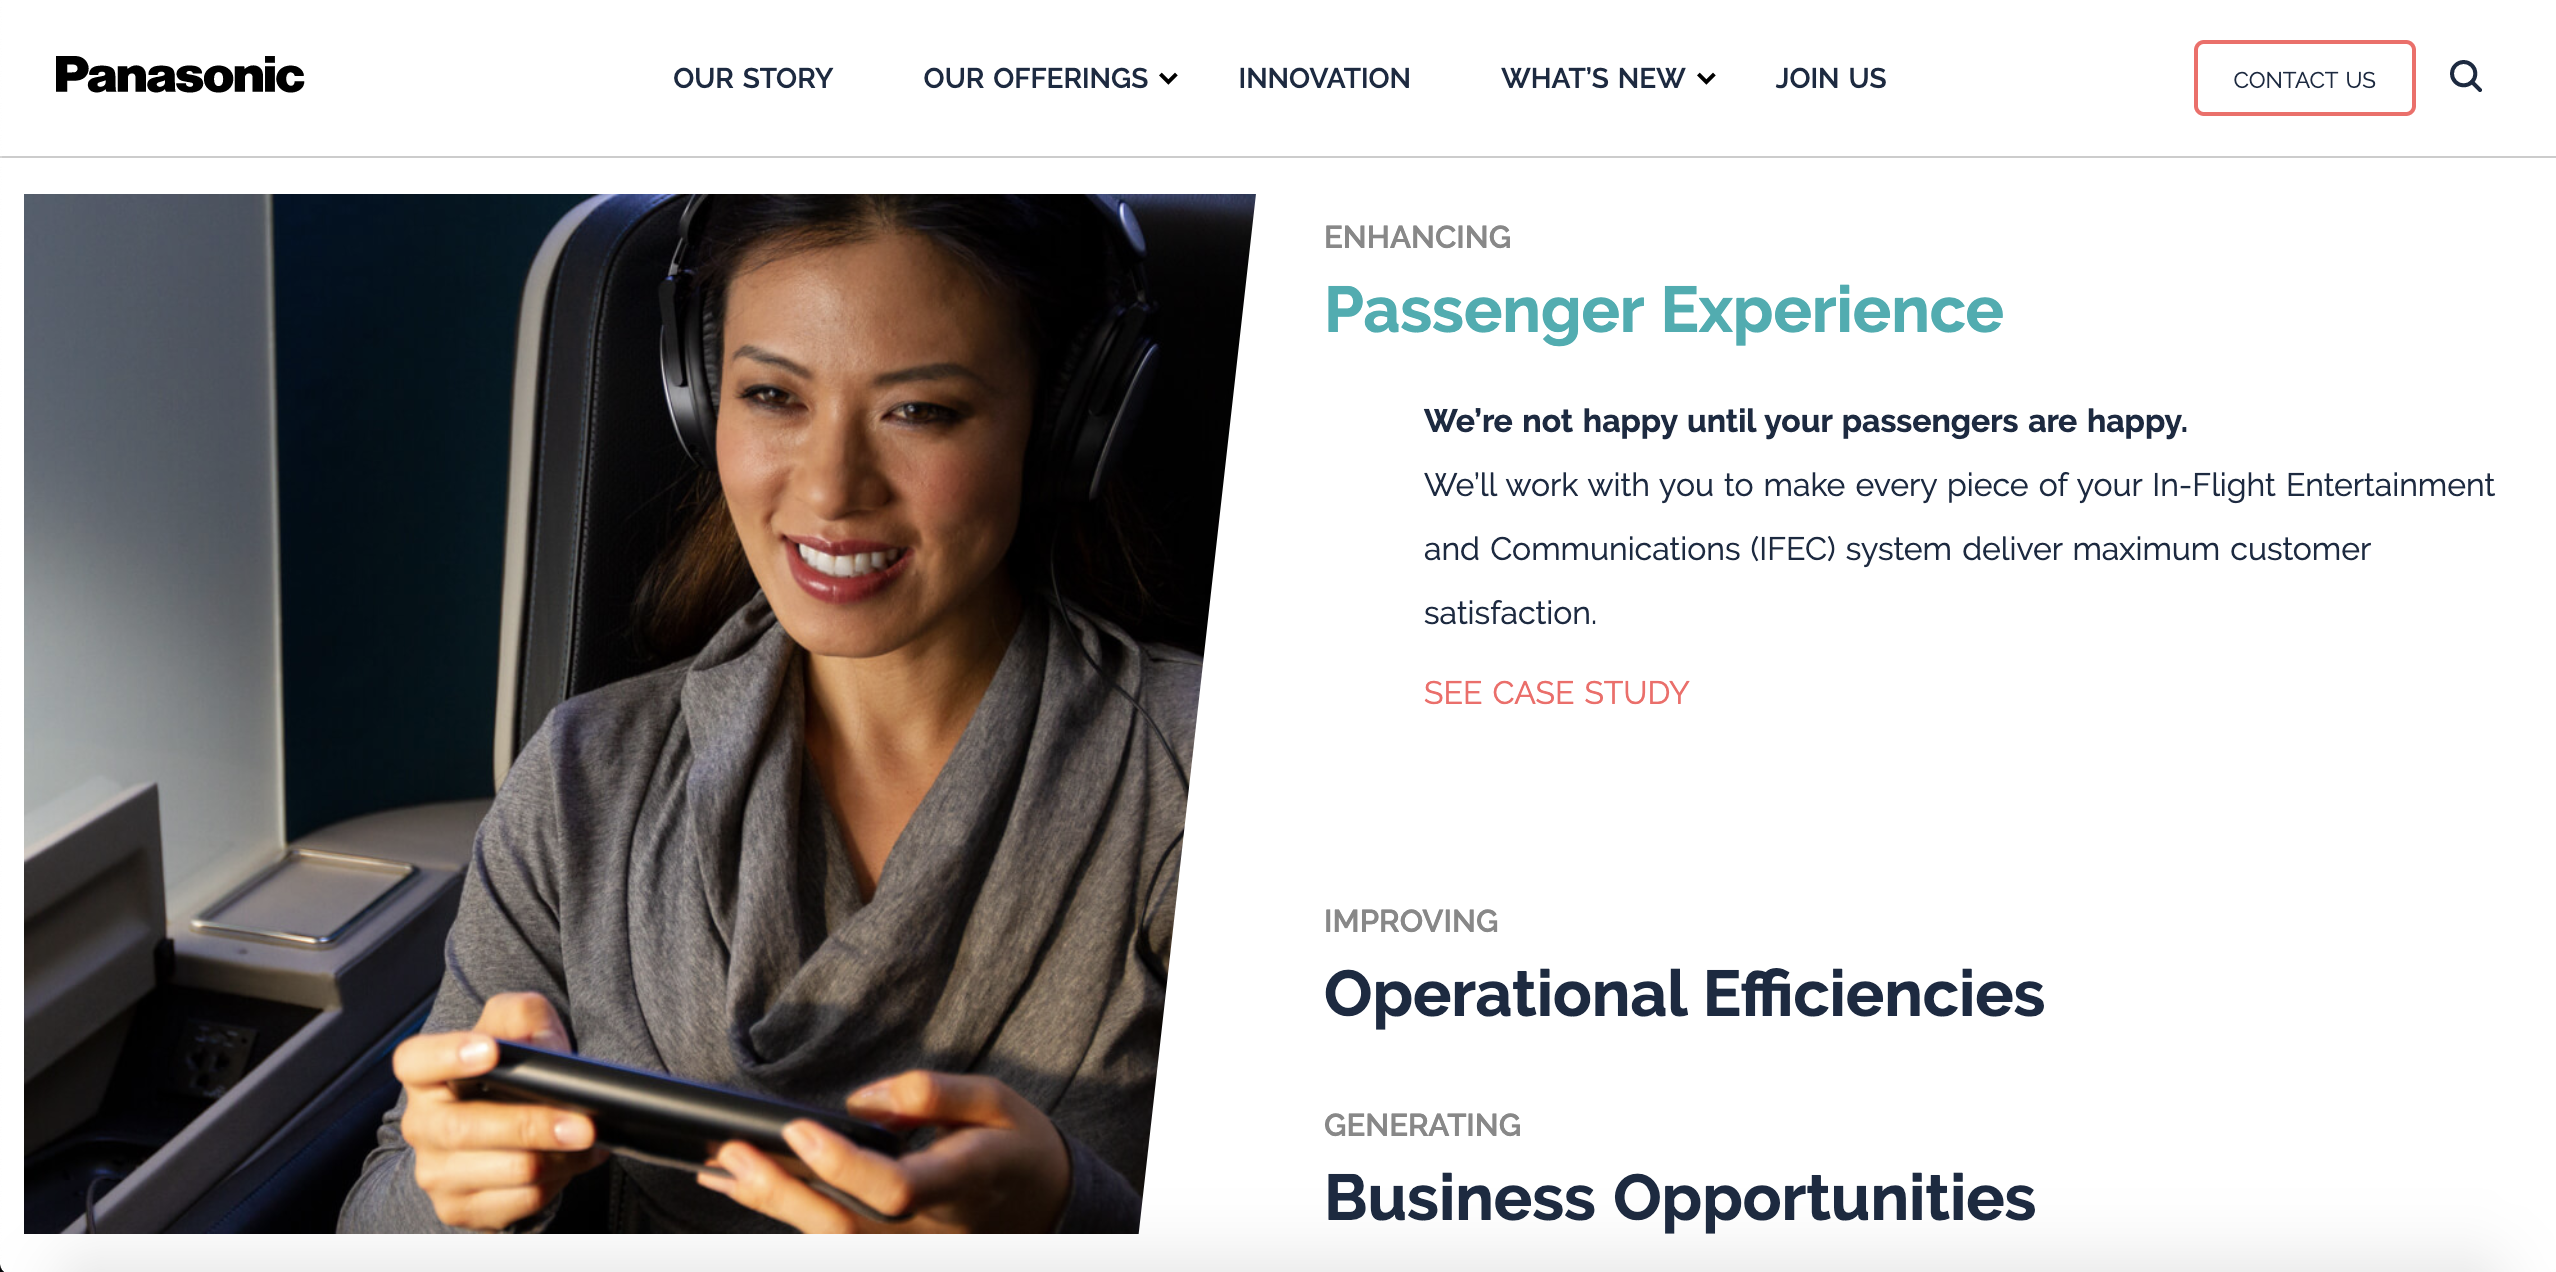 Panasonic
OUR STORY
OUR OFFERINGS
INNOVATION
WHAT’S NEW
JOIN US
CONTACT US
ENHANCING
Passenger Experience
We’re not happy until your passengers are happy.
We’ll work with you to make every piece of your In-Flight Entertainment
and Communications (IFEC) system deliver maximum customer
satisfaction.
SEE CASE STUDY
IMPROVING
Operational Efficiencies
GENERATING
Business Opportunities